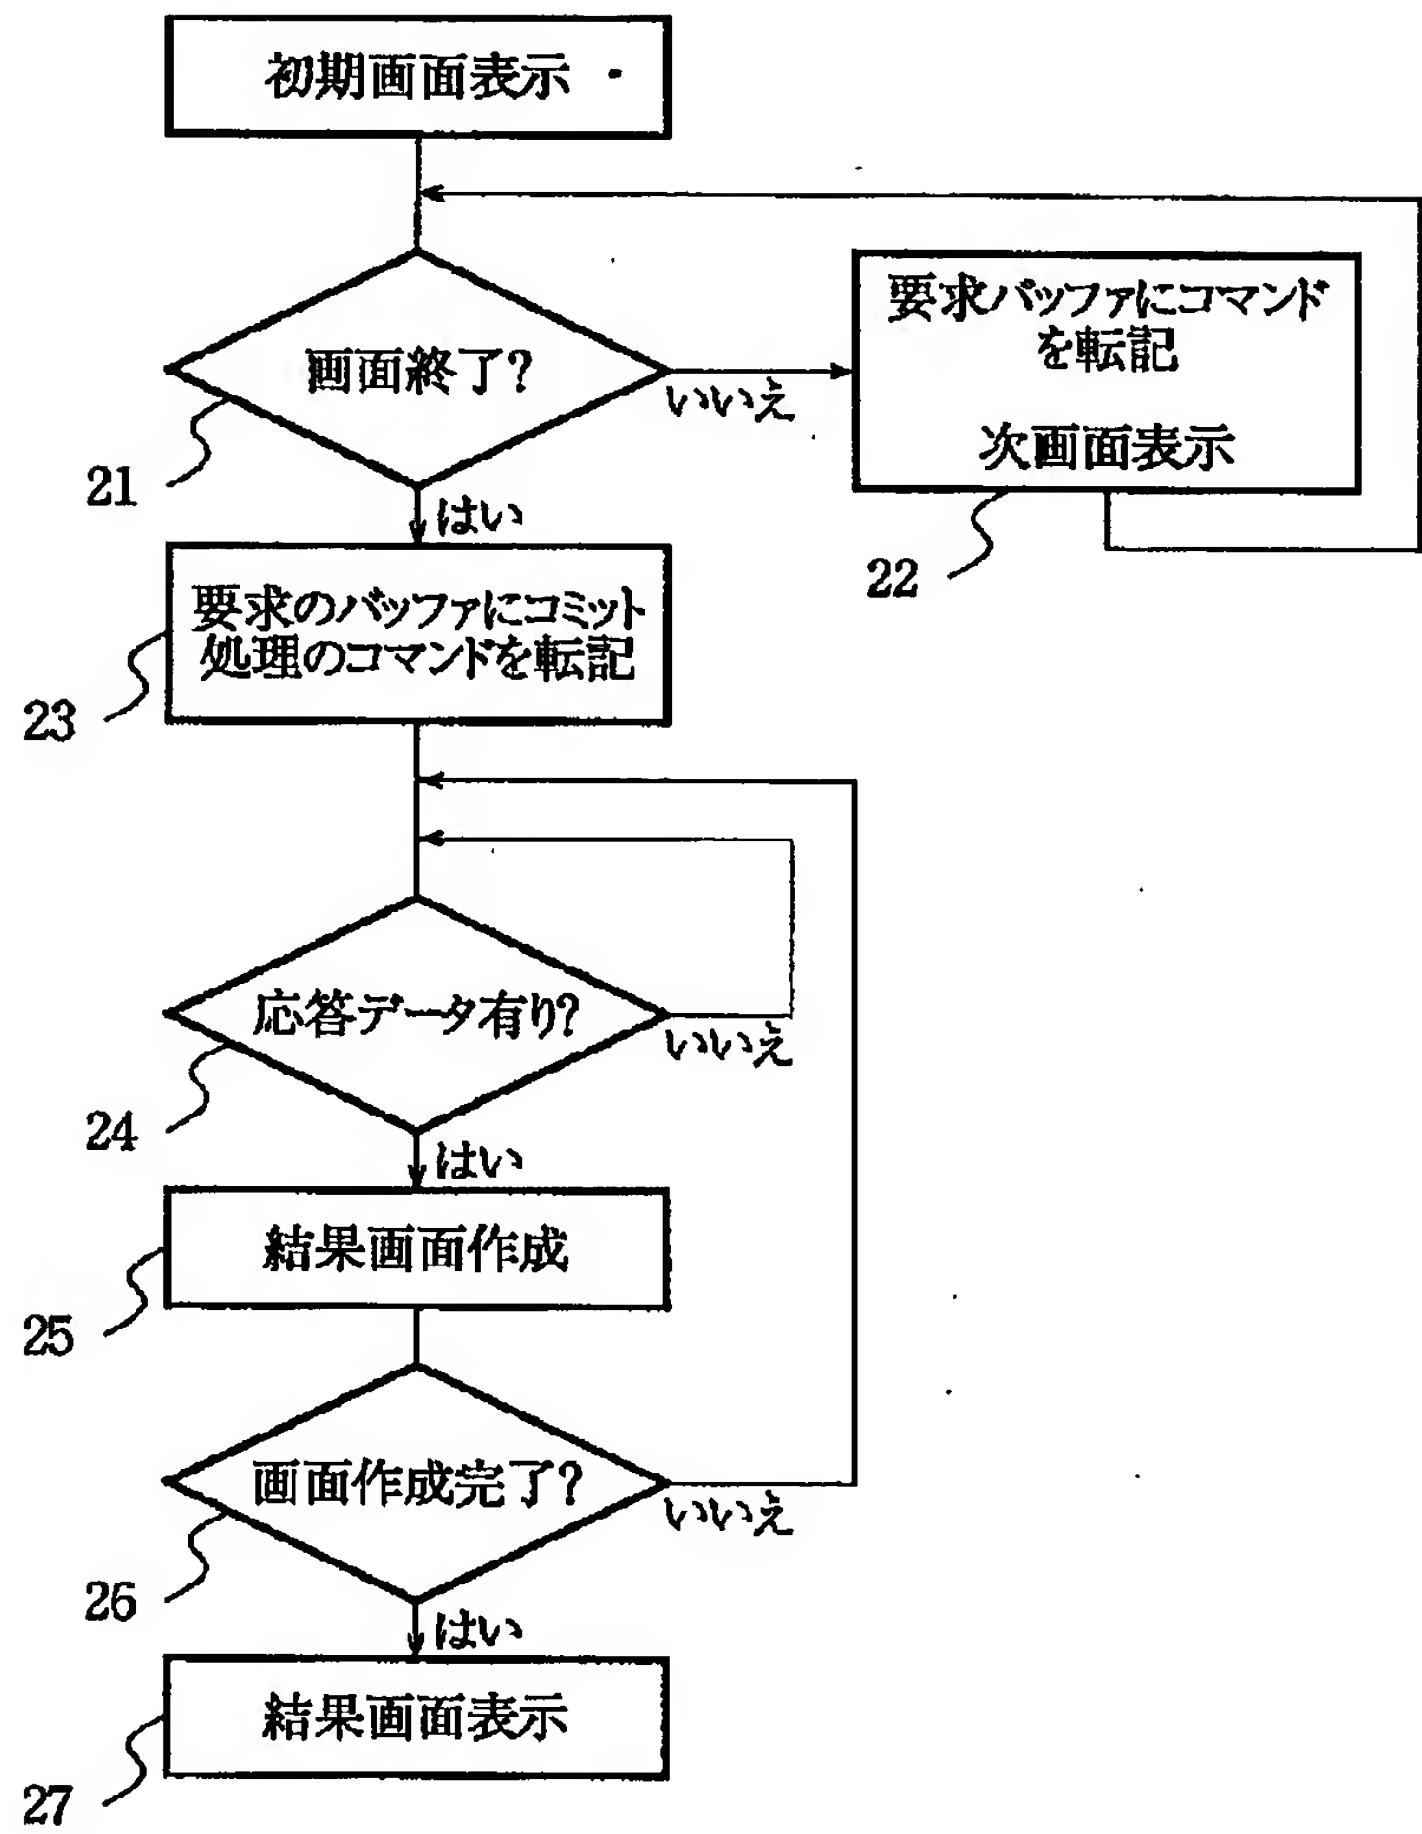 初期画面表示
画面終了?
いいえ
要求バッファにコマンド
を転記
次画面表示
21
はい
22
要求のバッファにコミット
処理のコマンドを転記
23
応答データ有り?
いいえ
24
はい
結果画面作成
25
画面作成完了?
いいえ
26
はい
結果画面表示
27